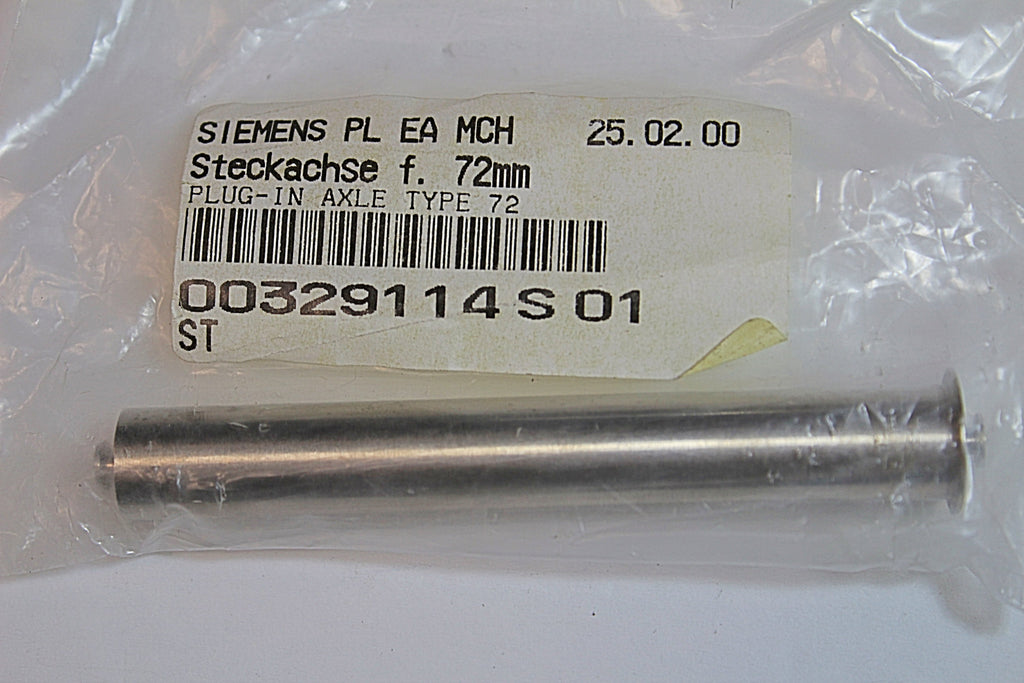 SIEMENS PL EA MCH 25.02.00
Steckachse f. 72mm
PLUG-IN AXLE TYPE 72
00329114 S 01
ST